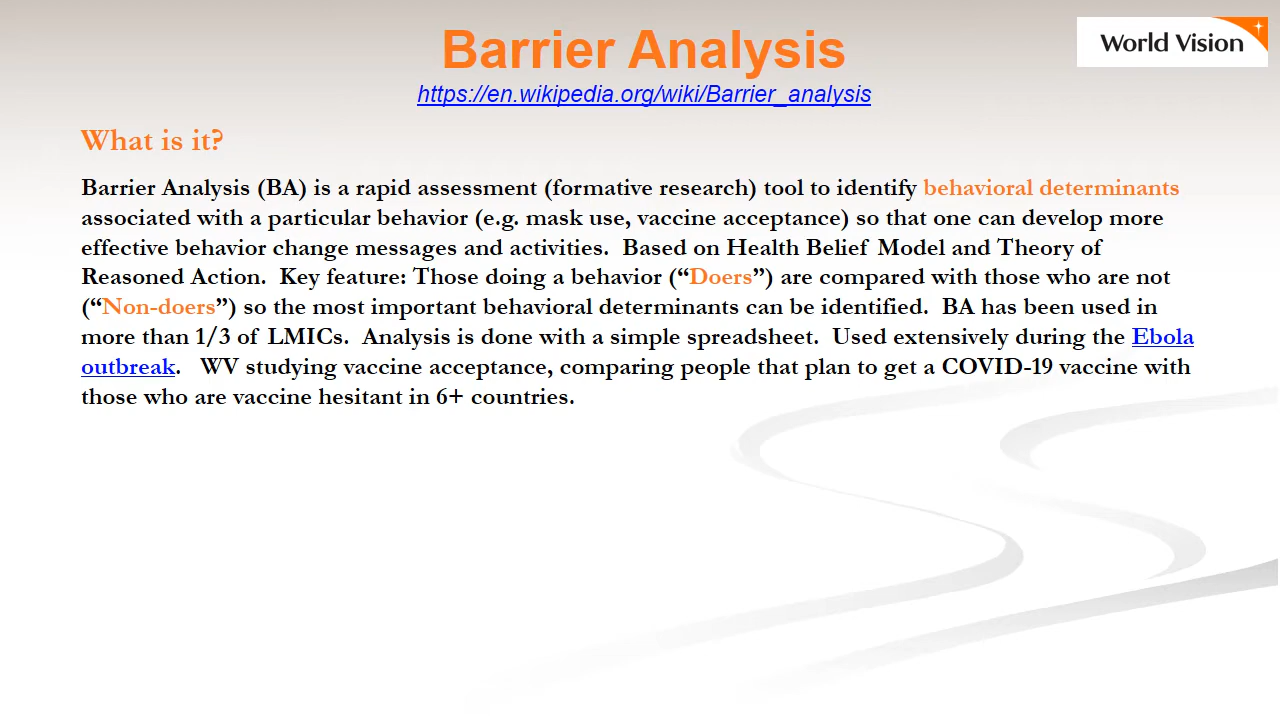 Barrier Analysis
World Vision
https://en.wikipedia.org/wiki/Barrier_analysis
What is it?
Barrier Analysis (BA) is a rapid assessment (formative research) tool to identify behavioral determinants
associated with a particular behavior (e.g. mask use, vaccine acceptance) so that one can develop more
effective behavior change messages and activities.  Based on Health Belief Model and Theory of
Reasoned Action.  Key feature: Those doing a behavior (“Doers”) are compared with those who are not
(“Non-doers”) so the most important behavioral determinants can be identified.  BA has been used in
more than 1/3 of LMICs.  Analysis is done with a simple spreadsheet.  Used extensively during the Ebola
outbreak.   WV studying vaccine acceptance, comparing people that plan to get a COVID-19 vaccine with
those who are vaccine hesitant in 6+ countries.